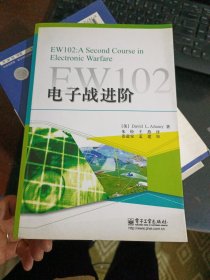 EW102:A Second Course in
Electronic Warfare
EW102
电子战进阶
[美] David L. Adamy 著
电子工业出版社